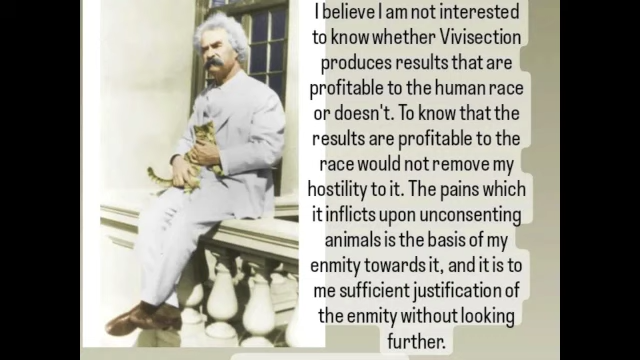 I believe I am not interested
to know whether Vivisection
produces results that are
profitable to the human race
or doesn't. To know that the
results are profitable to the
race would not remove my
hostility to it. The pains which
it inflicts upon unconsenting
animals is the basis of my
enmity towards it, and it is to
me sufficient justification of
the enmity without looking
further.